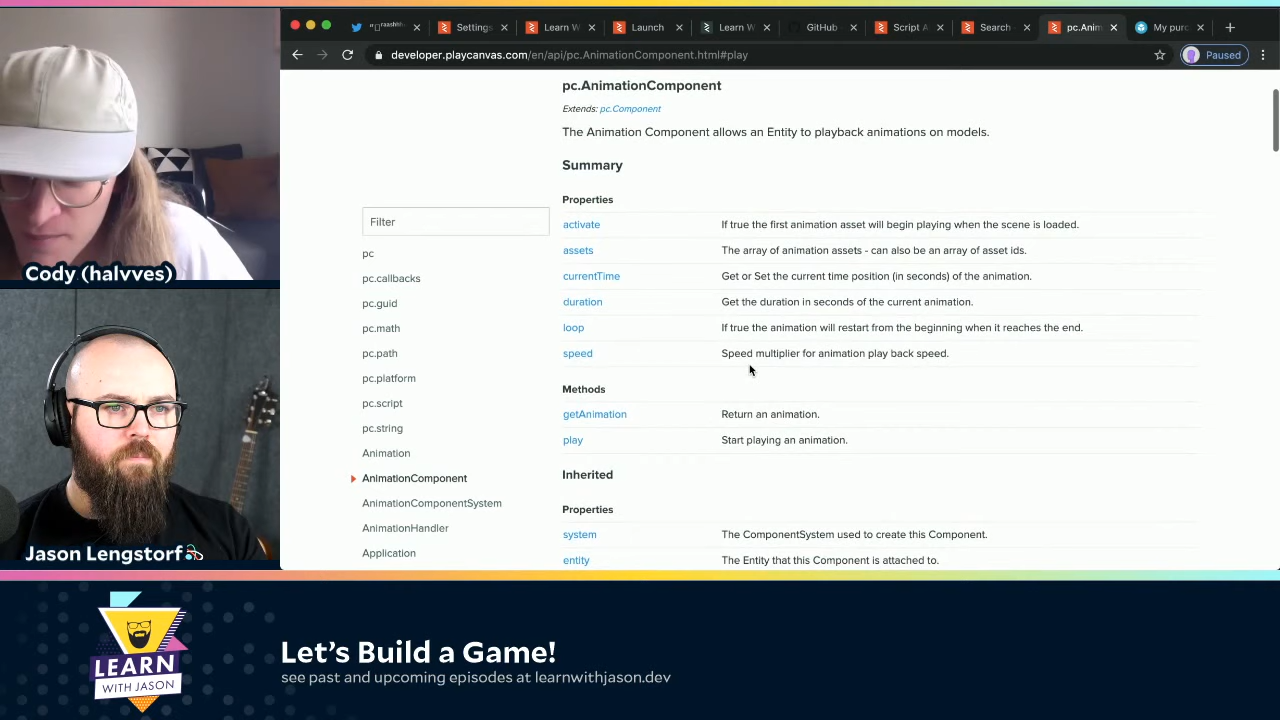 Settings
Learn W
Launch
Learn W
GitHub
Script A
Search
pc.Anim
My purc
developer.playcanvas.com/en/api/pc.AnimationComponent.html#play
Paused
pc.AnimationComponent
Extends: pc.Component
The Animation Component allows an Entity to playback animations on models.
Summary
Properties
activate If true the first animation asset will begin playing when the scene is loaded.
assets The array of animation assets - can also be an array of asset ids.
currentTime Get or Set the current time position (in seconds) of the animation.
duration Get the duration in seconds of the current animation.
loop If true the animation will restart from the beginning when it reaches the end.
speed Speed multiplier for animation play back speed.
Methods
getAnimation Return an animation.
play Start playing an animation.
Inherited
Properties
system The ComponentSystem used to create this Component.
entity The Entity that this Component is attached to.
Filter
pc
pc.callbacks
pc.guid
pc.math
pc.path
pc.platform
pc.script
pc.string
Animation
AnimationComponent
AnimationComponentSystem
AnimationHandler
Application
Cody (halvves)
Jason Lengstorf
LEARN
WITH JASON
Let's Build a Game!
see past and upcoming episodes at learnwithjason.dev